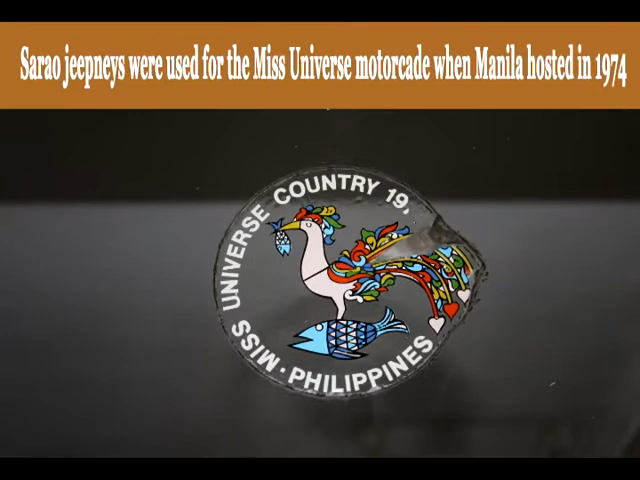 Sarao jeepneys were used for the Miss Universe motorcade when Manila hosted in 1974
MISS UNIVERSE COUNTRY 19
· PHILIPPINES